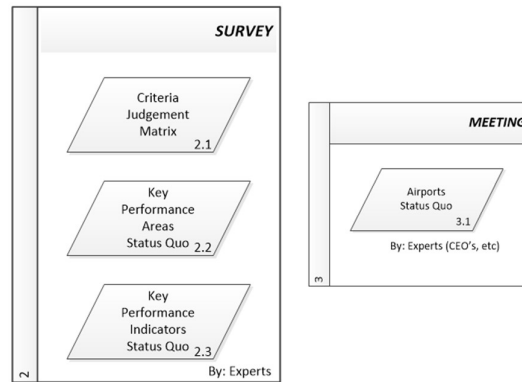 SURVEY
Criteria
Judgement
Matrix
2.1
Key
Performance
Areas
Status Quo 2.2
Key
Performance
Indicators
Status Quo 2.3
By: Experts
2
MEETING
Airports
Status Quo
3.1
By: Experts (CEO's, etc)
3